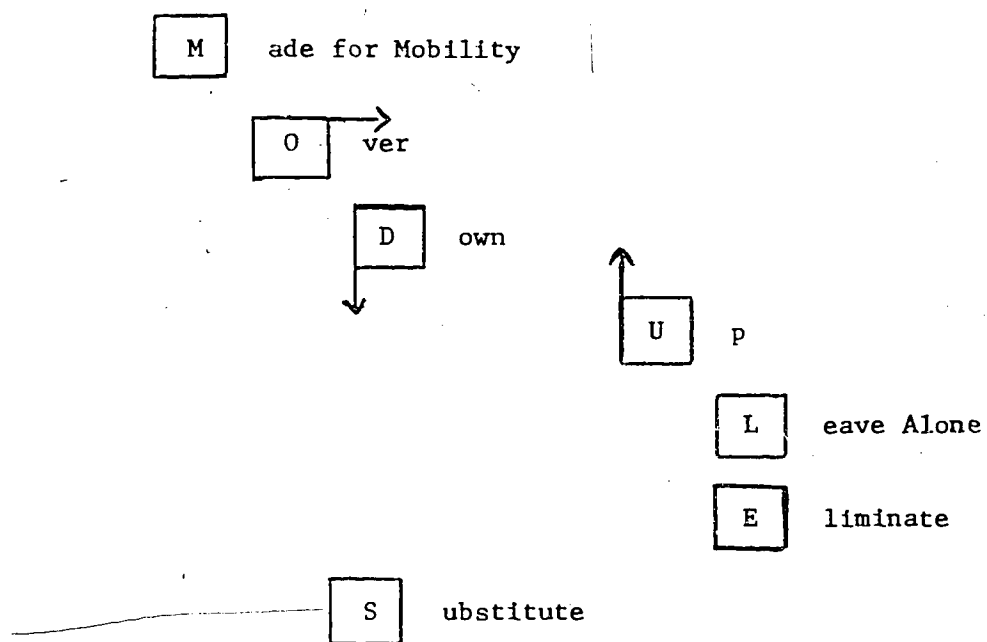 M ade for Mobility
O ver
D own
U p
L eave Alone
E liminate
S ubstitute